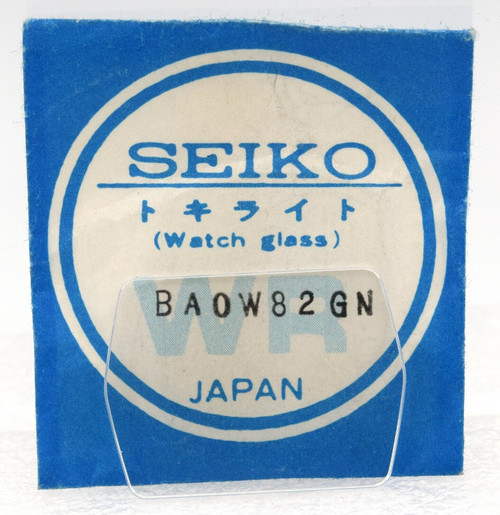 SEIKO
トキライト
(Watch glass)
BA0W82GN
WR
JAPAN